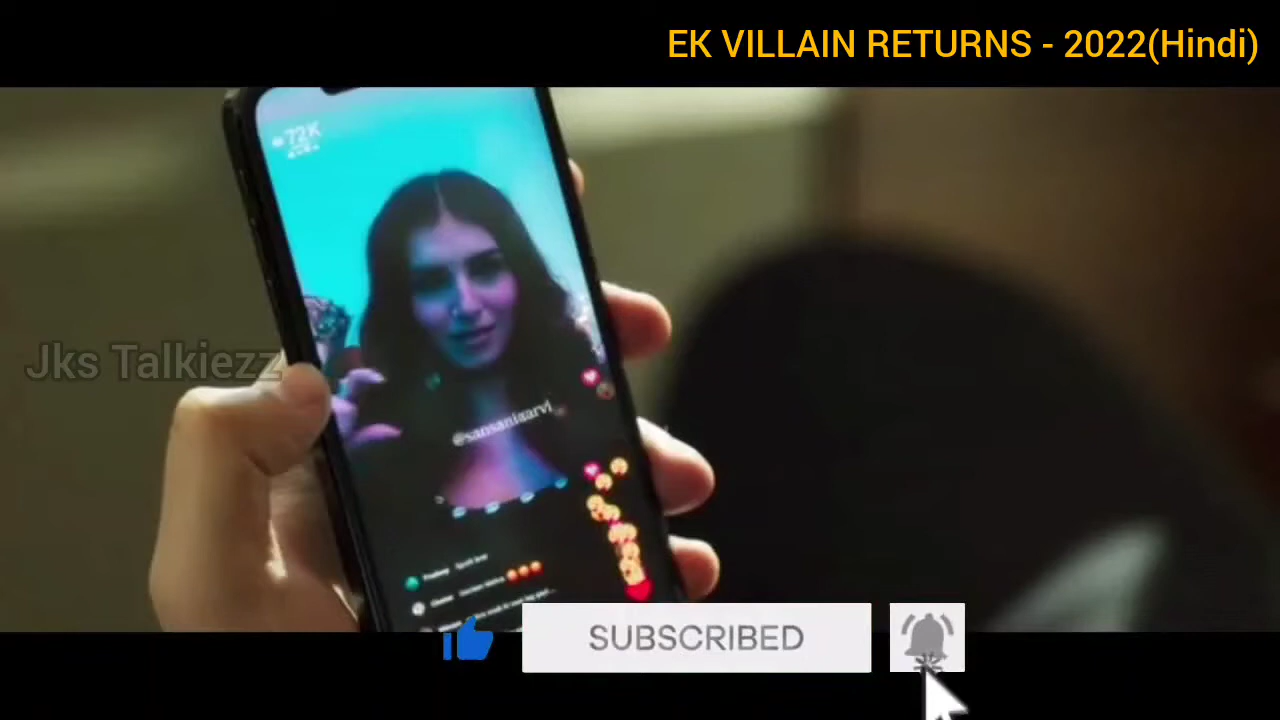 EK VILLAIN RETURNS - 2022(Hindi)
72K
Jks Talkiezz
@sansaniaarvi
SUBSCRIBED